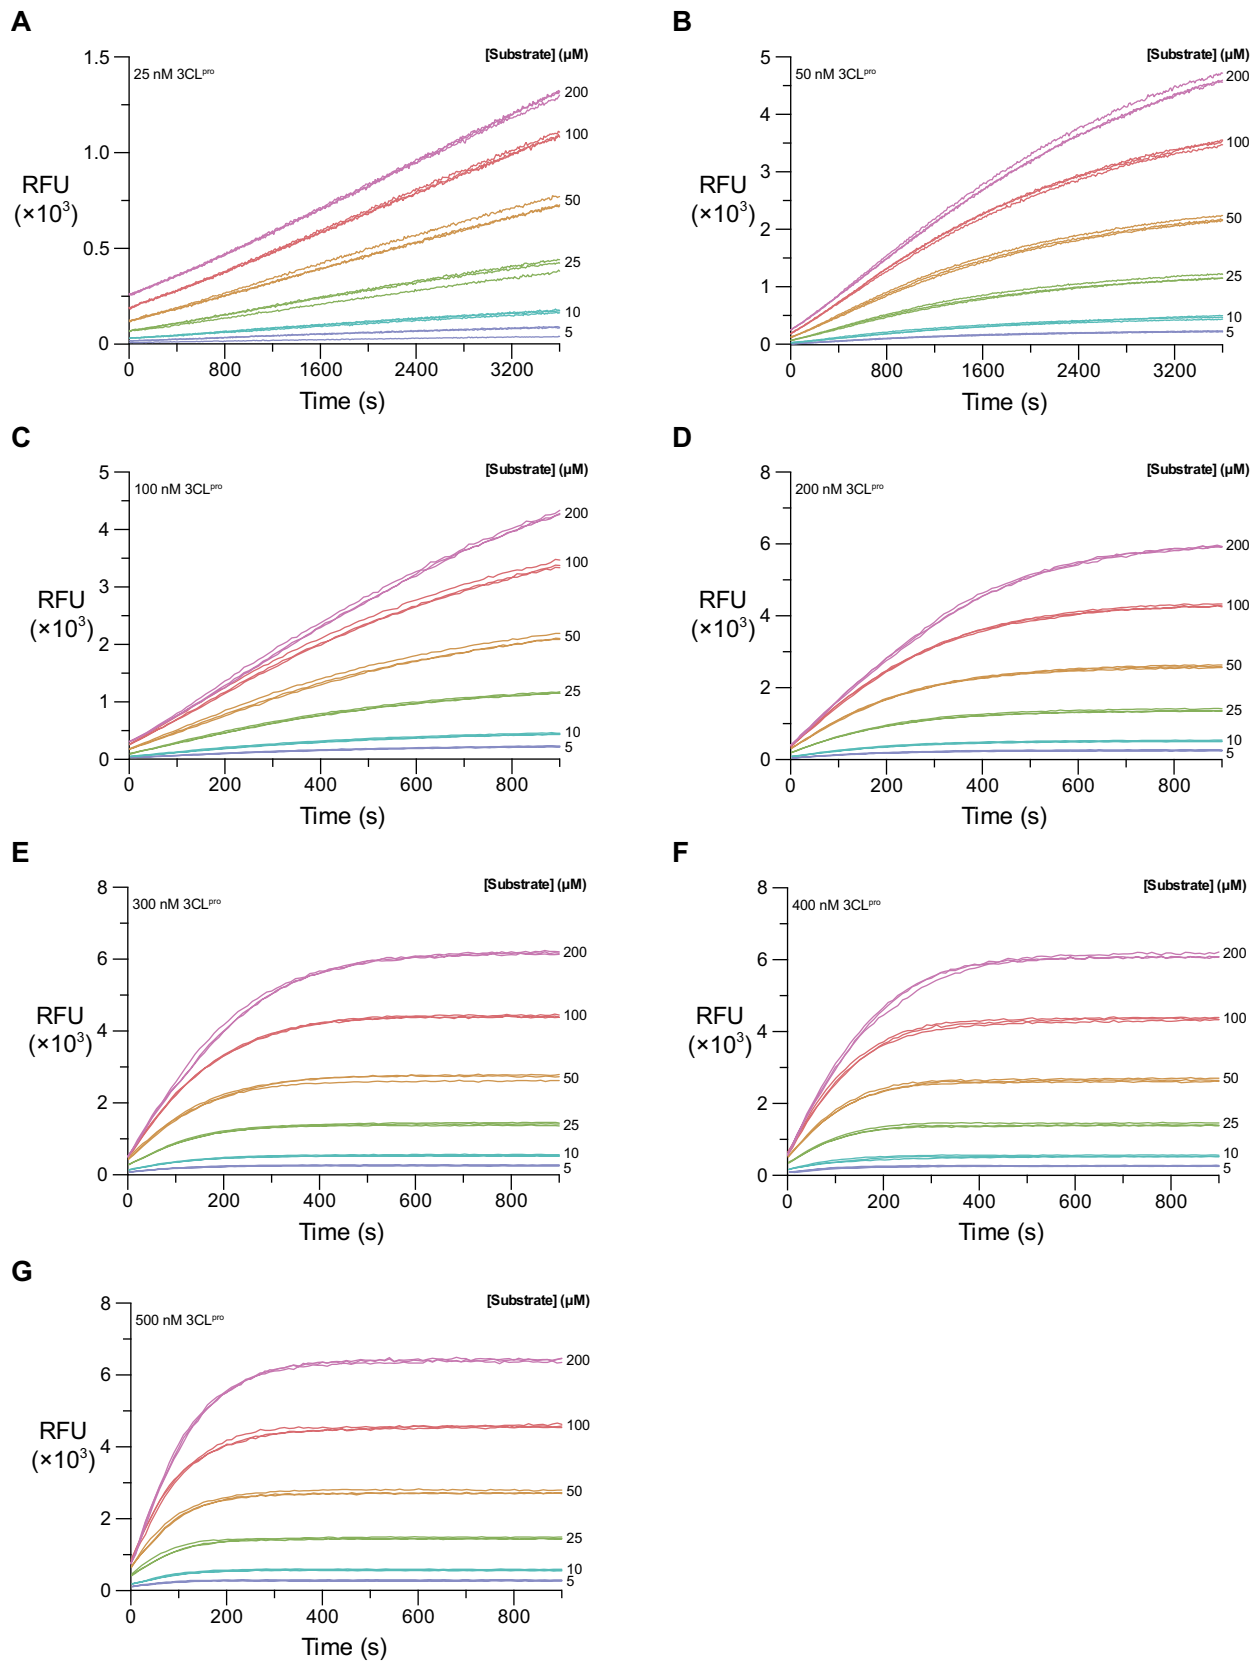 A
[Substrate] (µM)
25 nM 3CLpro
1.5
1.0
0.5
0
RFU
(×10³)
200
100
50
25
10
5
0 800 1600 2400 3200
Time (s)
B
[Substrate] (µM)
50 nM 3CLpro
5
4
3
2
1
0
RFU
(×10³)
200
100
50
25
10
5
0 800 1600 2400 3200
Time (s)
C
[Substrate] (µM)
100 nM 3CLpro
5
4
3
2
1
0
RFU
(×10³)
200
100
50
25
10
5
0 200 400 600 800
Time (s)
D
[Substrate] (µM)
200 nM 3CLpro
8
6
4
2
0
RFU
(×10³)
200
100
50
25
10
5
0 200 400 600 800
Time (s)
E
[Substrate] (µM)
300 nM 3CLpro
8
6
4
2
0
RFU
(×10³)
200
100
50
25
10
5
0 200 400 600 800
Time (s)
F
[Substrate] (µM)
400 nM 3CLpro
8
6
4
2
0
RFU
(×10³)
200
100
50
25
10
5
0 200 400 600 800
Time (s)
G
[Substrate] (µM)
500 nM 3CLpro
8
6
4
2
0
RFU
(×10³)
200
100
50
25
10
5
0 200 400 600 800
Time (s)